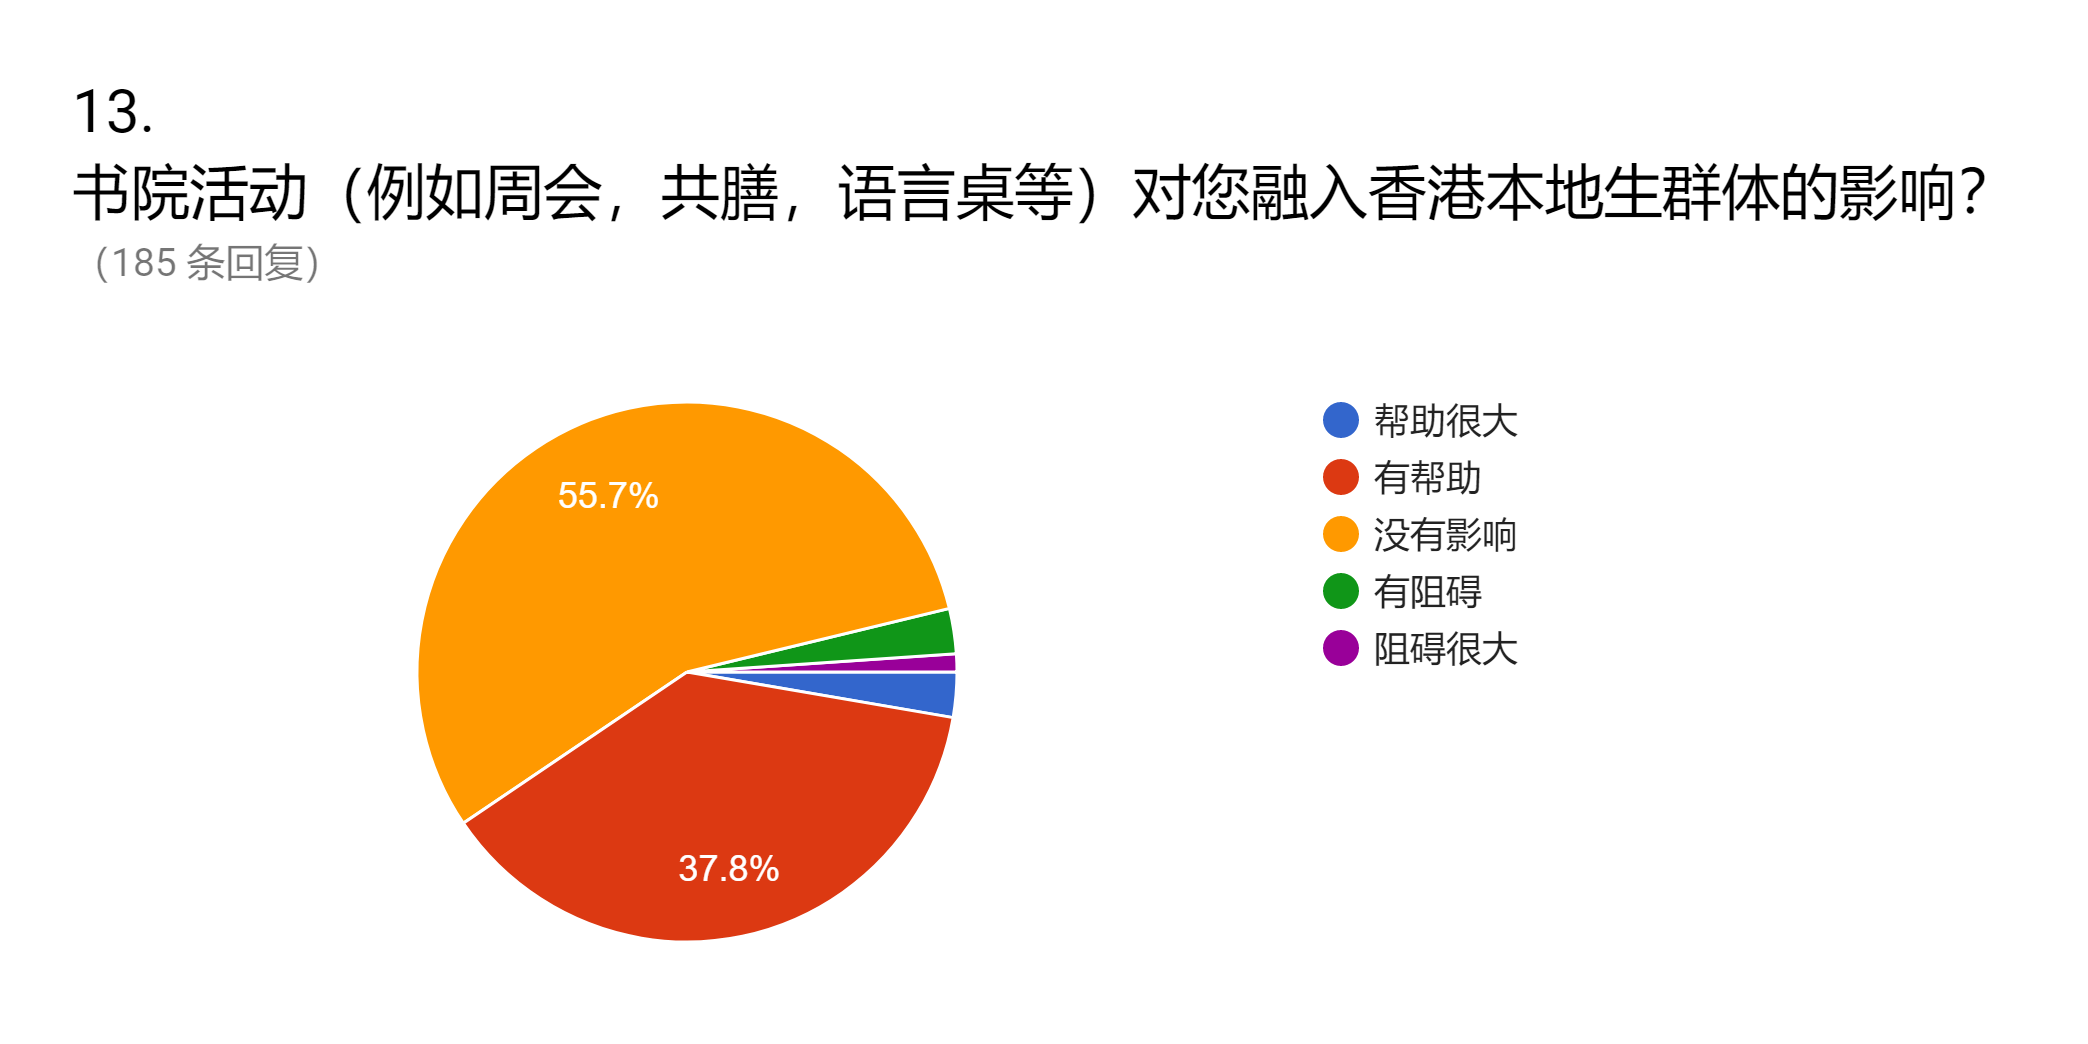 13.
书院活动（例如周会，共膳，语言桌等）对您融入香港本地生群体的影响？
（185 条回复）
55.7%
37.8%
帮助很大
有帮助
没有影响
有阻碍
阻碍很大